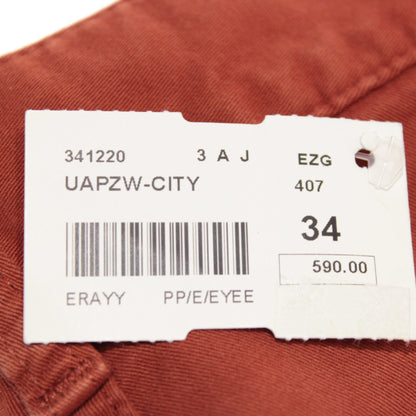 341220 3 A J EZG
UAPZW-CITY 407
34
590.00
ERAYY PP/E/EYEE